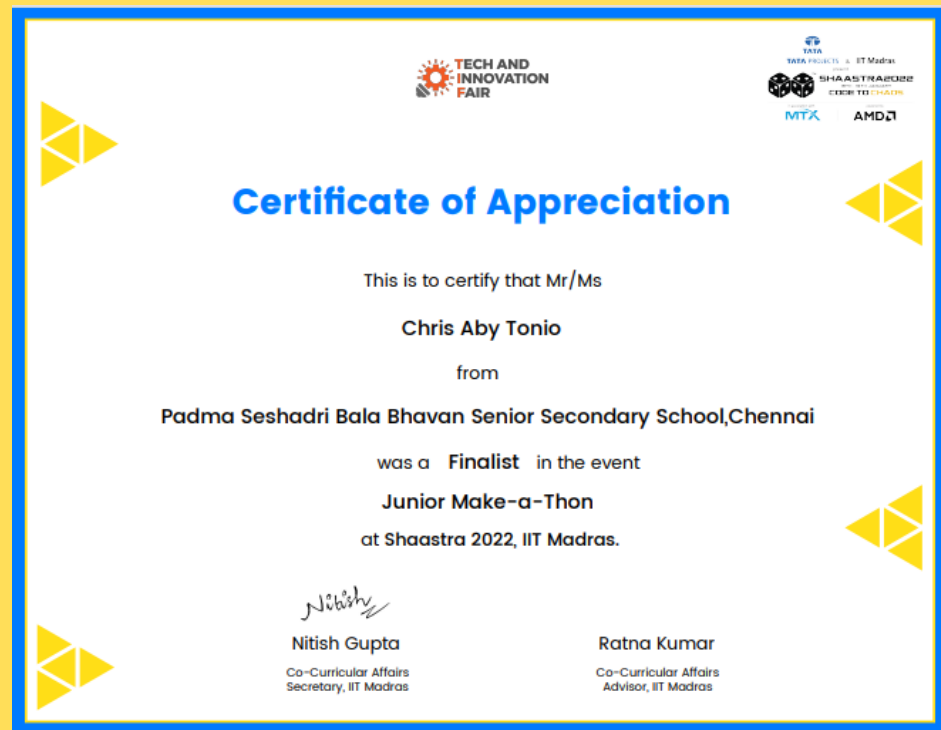 TECH AND
INNOVATION
FAIR
TATA
TATA PROJECTS & IIT Madras
SHAASTRA2022
CODE TO CHAOS
MTX AMD
Certificate of Appreciation
This is to certify that Mr/Ms
Chris Aby Tonio
from
Padma Seshadri Bala Bhavan Senior Secondary School,Chennai
was a Finalist in the event
Junior Make-a-Thon
at Shaastra 2022, IIT Madras.
Nitish
Nitish Gupta
Co-Curricular Affairs
Secretary, IIT Madras
Ratna Kumar
Co-Curricular Affairs
Advisor, IIT Madras